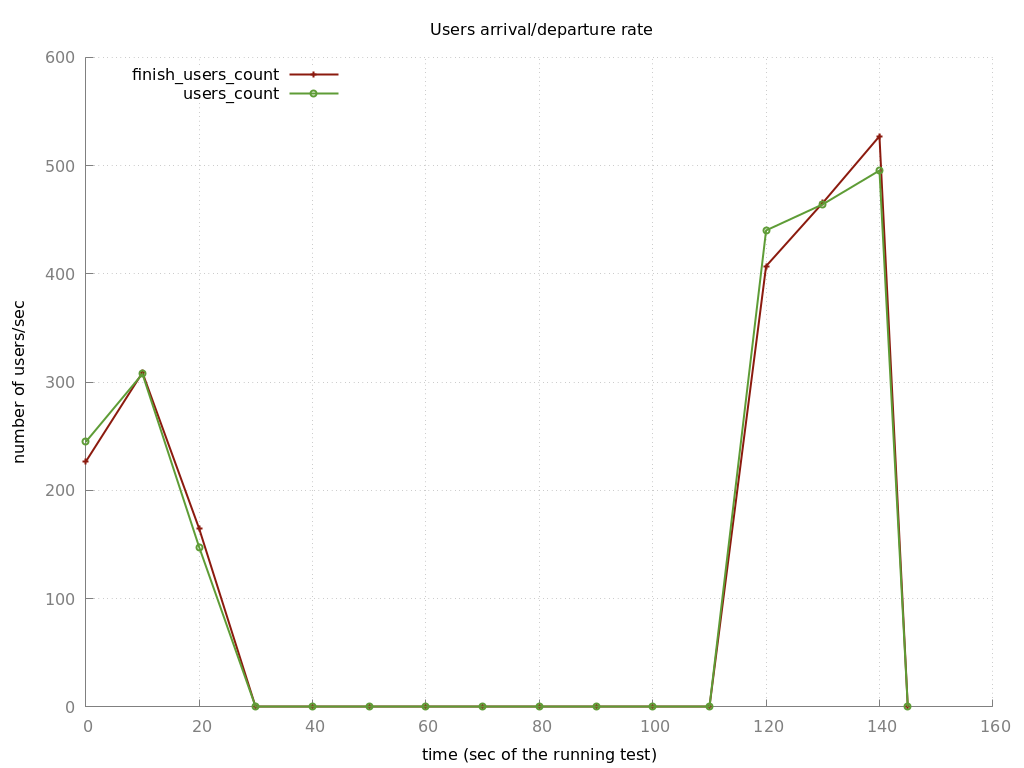 Users arrival/departure rate
600
500
400
300
200
100
0
finish_users_count
users_count
number of users/sec
0 20 40 60 80 100 120 140 160
time (sec of the running test)